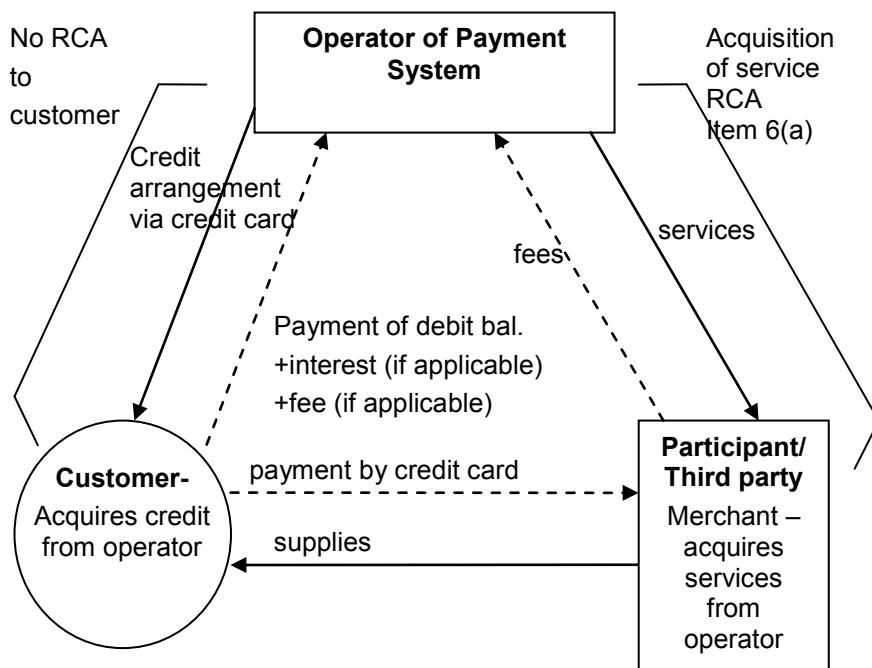 No RCA
to
customer
Operator of Payment
System
Acquisition
of service
RCA
Item 6(a)
Credit
arrangement
via credit card
services
fees
Payment of debit bal.
+interest (if applicable)
+fee (if applicable)
Customer-
Acquires credit
from operator
payment by credit card
supplies
Participant/
Third party
Merchant –
acquires
services
from
operator